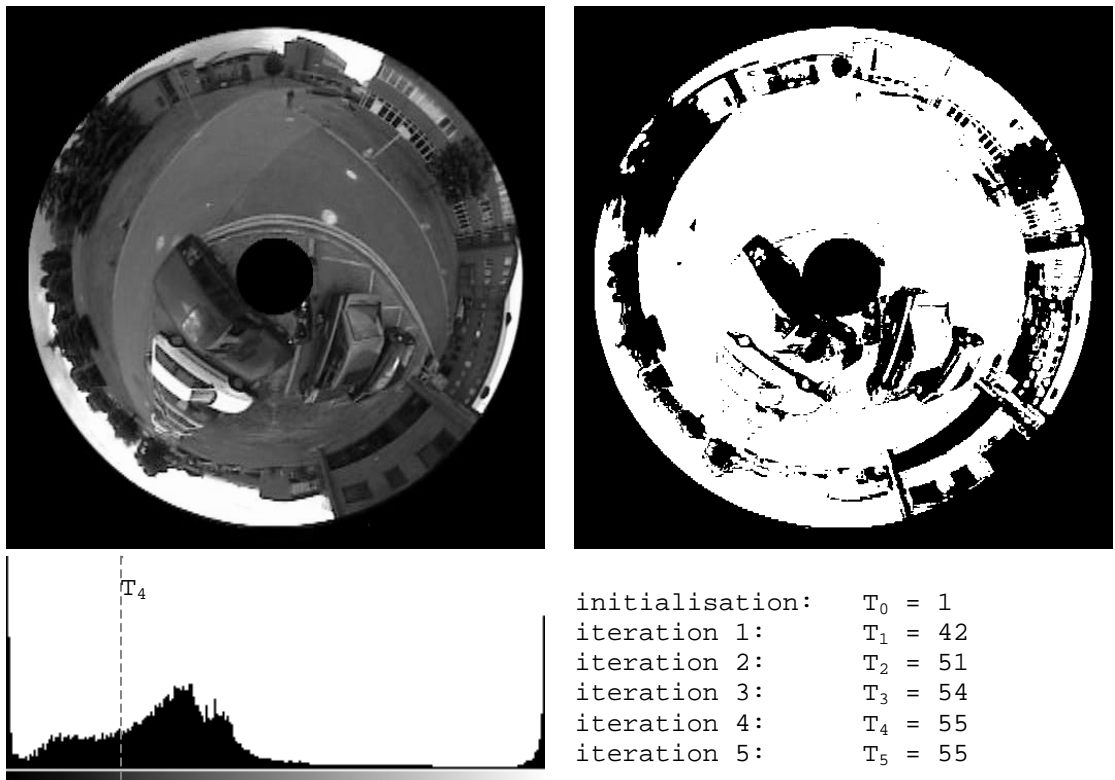 T₄
initialisation: T₀ = 1
iteration 1: T₁ = 42
iteration 2: T₂ = 51
iteration 3: T₃ = 54
iteration 4: T₄ = 55
iteration 5: T₅ = 55